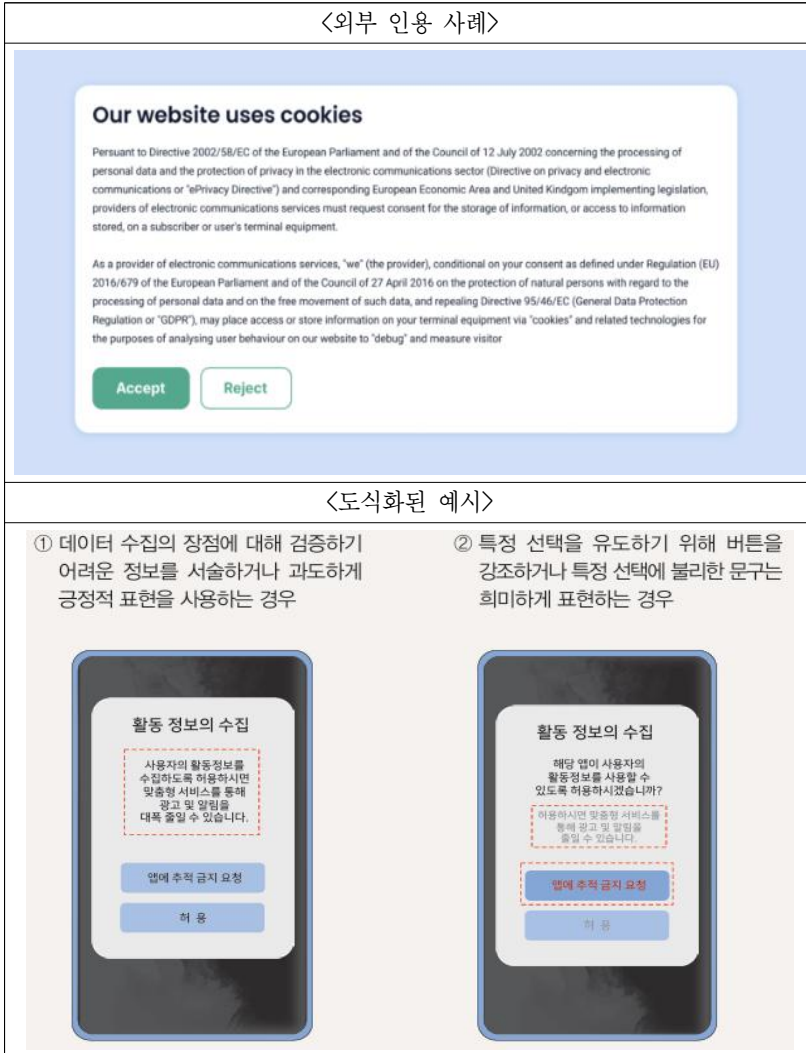 <외부 인용 사례>
Our website uses cookies
Persuant to Directive 2002/58/EC of the European Parliament and of the Council of 12 July 2002 concerning the processing of
personal data and the protection of privacy in the electronic communications sector (Directive on privacy and electronic
communications or "ePrivacy Directive") and corresponding European Economic Area and United Kindgom implementing legislation,
providers of electronic communications services must request consent for the storage of information, or access to information
stored, on a subscriber or user's terminal equipment.
As a provider of electronic communications services, "we" (the provider), conditional on your consent as defined under Regulation (EU)
2016/679 of the European Parliament and of the Council of 27 April 2016 on the protection of natural persons with regard to the
processing of personal data and on the free movement of such data, and repealing Directive 95/46/EC (General Data Protection
Regulation or "GDPR"), may place access or store information on your terminal equipment via "cookies" and related technologies for
the purposes of analysing user behaviour on our website to "debug" and measure visitor
Accept
Reject
<도식화된 예시>
① 데이터 수집의 장점에 대해 검증하기
어려운 정보를 서술하거나 과도하게
긍정적 표현을 사용하는 경우
활동 정보의 수집
사용자의 활동정보를
수집하도록 허용하시면
맞춤형 서비스를 통해
광고 및 알림을
대폭 줄일 수 있습니다.
앱에 추적 금지 요청
허 용
② 특정 선택을 유도하기 위해 버튼을
강조하거나 특정 선택에 불리한 문구는
희미하게 표현하는 경우
활동 정보의 수집
해당 앱이 사용자의
활동정보를 사용할 수
있도록 허용하시겠습니까?
허용하시면 맞춤형 서비스를
통해 광고 및 알림을
줄일 수 있습니다.
앱에 추적 금지 요청
허 용